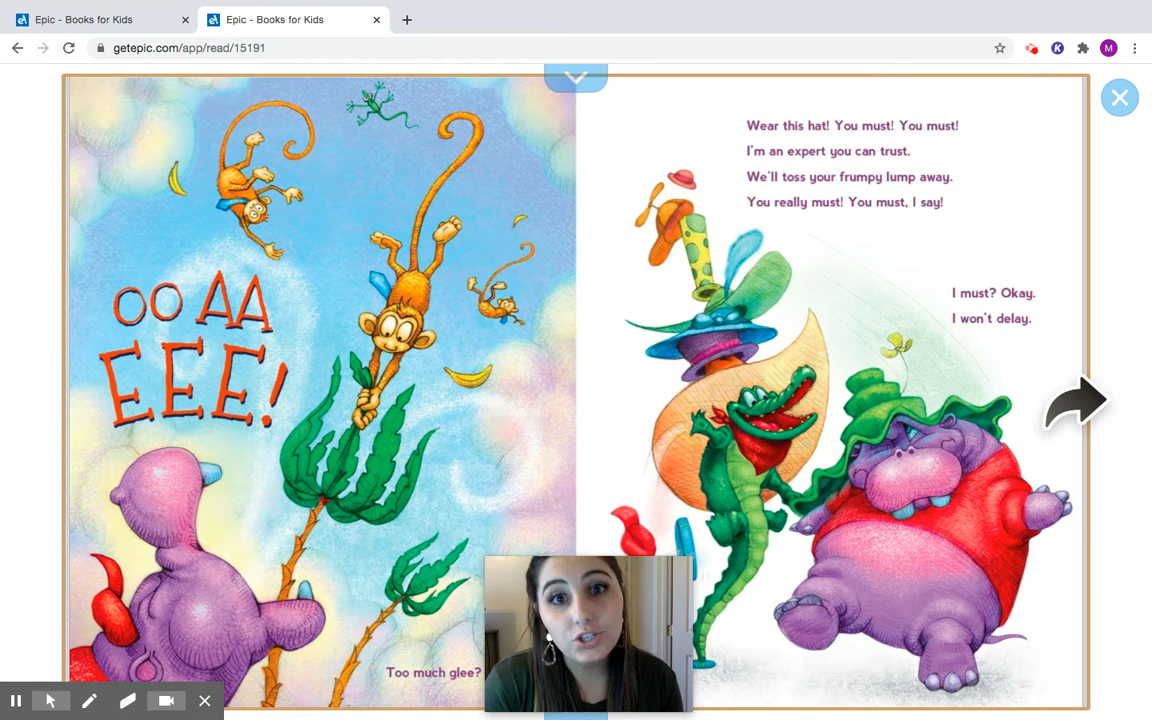 Epic - Books for Kids
Epic - Books for Kids
getepic.com/app/read/15191
M
OO AA
EEE!
Too much glee?
Wear this hat! You must! You must!
I'm an expert you can trust.
We'll toss your frumpy lump away.
You really must! You must, I say!
I must? Okay.
I won't delay.